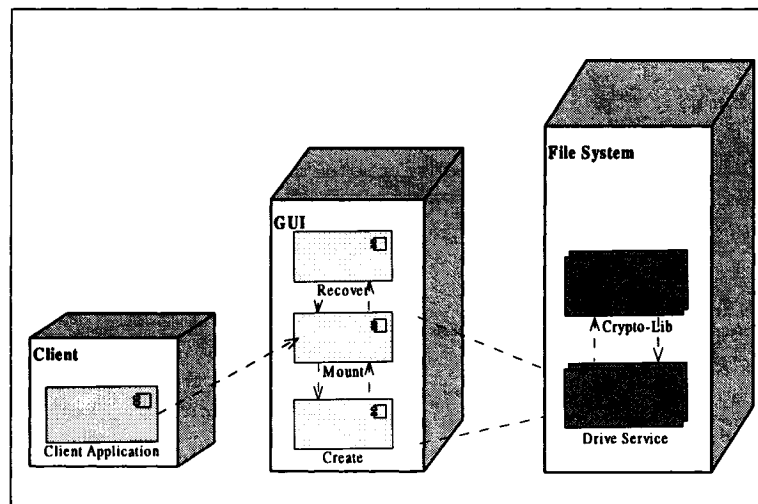 Client
Client Application
GUI
Recover
Mount
Create
File System
Crypto-Lib
Drive Service